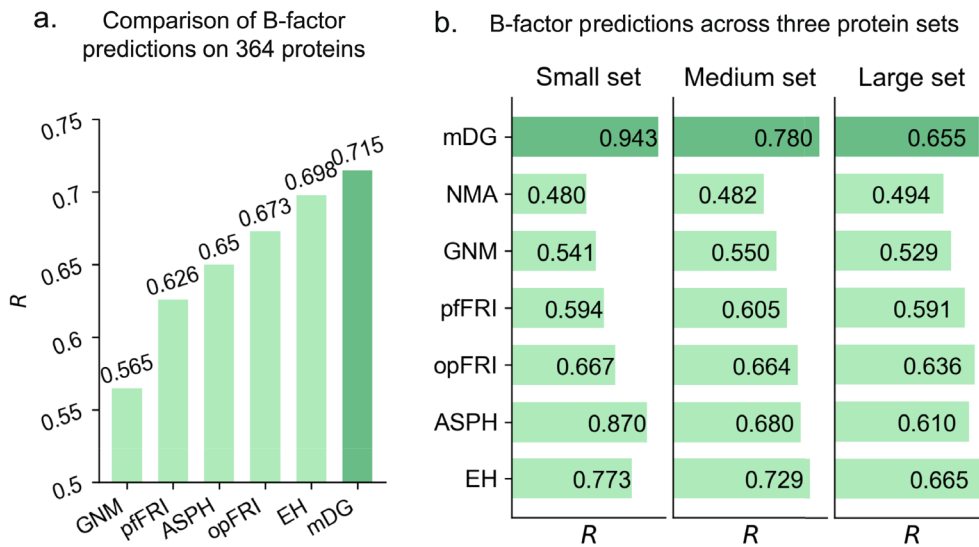 a.
Comparison of B-factor
predictions on 364 proteins
R
0.75
0.7
0.65
0.6
0.55
0.5
0.565
0.626
0.65
0.673
0.698
0.715
GNM
pfFRI
ASPH
opFRI
EH
mDG
b.
B-factor predictions across three protein sets
Small set Medium set Large set
mDG 0.943 0.780 0.655
NMA 0.480 0.482 0.494
GNM 0.541 0.550 0.529
pfFRI 0.594 0.605 0.591
opFRI 0.667 0.664 0.636
ASPH 0.870 0.680 0.610
EH 0.773 0.729 0.665
R R R